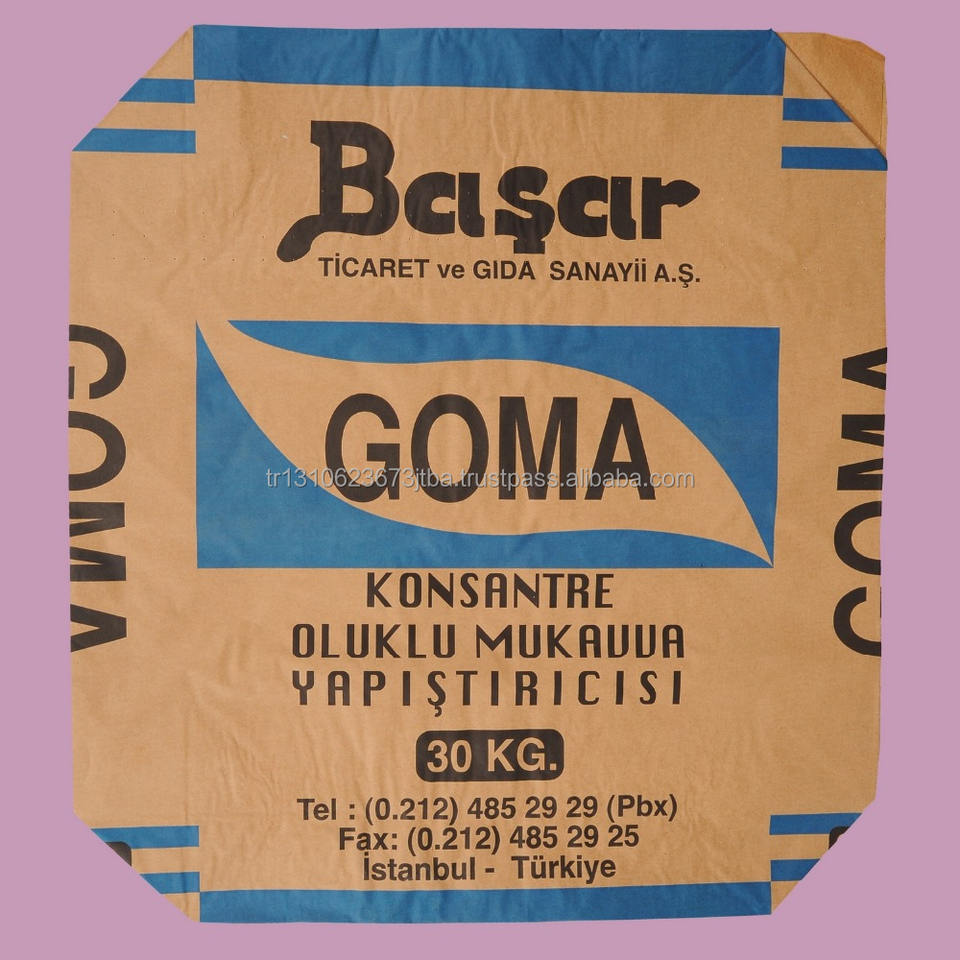 Başar
TİCARET ve GIDA SANAYİİ A.Ş.
GOMA
GOMA
GOMA
tr1310623673jtba.trustpass.alibaba.com
KONSANTRE
OLUKLU MUKAVVA
YAPIŞTIRICISI
30 KG.
Tel : (0.212) 485 29 29 (Pbx)
Fax: (0.212) 485 29 25
İstanbul - Türkiye